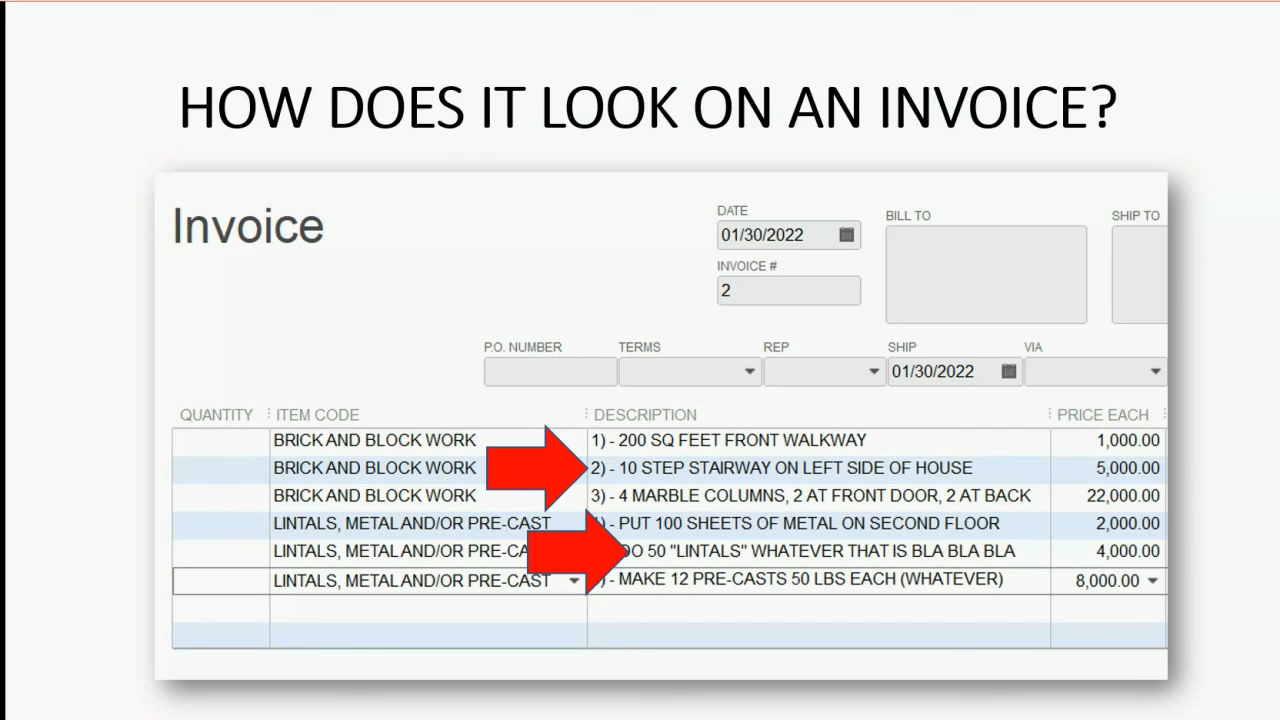 HOW DOES IT LOOK ON AN INVOICE?
Invoice
DATE
BILL TO
SHIP TO
01/30/2022
INVOICE #
2
P.O. NUMBER TERMS REP SHIP VIA
01/30/2022
QUANTITY ITEM CODE DESCRIPTION PRICE EACH
BRICK AND BLOCK WORK 1) - 200 SQ FEET FRONT WALKWAY 1,000.00
BRICK AND BLOCK WORK 2) - 10 STEP STAIRWAY ON LEFT SIDE OF HOUSE 5,000.00
BRICK AND BLOCK WORK 3) - 4 MARBLE COLUMNS, 2 AT FRONT DOOR, 2 AT BACK 22,000.00
LINTALS, METAL AND/OR PRE-CAST ) - PUT 100 SHEETS OF METAL ON SECOND FLOOR 2,000.00
LINTALS, METAL AND/OR 50 "LINTALS" WHATEVER THAT IS BLA BLA BLA 4,000.00
LINTALS, METAL AND/OR PRE-CAST ) - MAKE 12 PRE-CASTS 50 LBS EACH (WHATEVER) 8,000.00